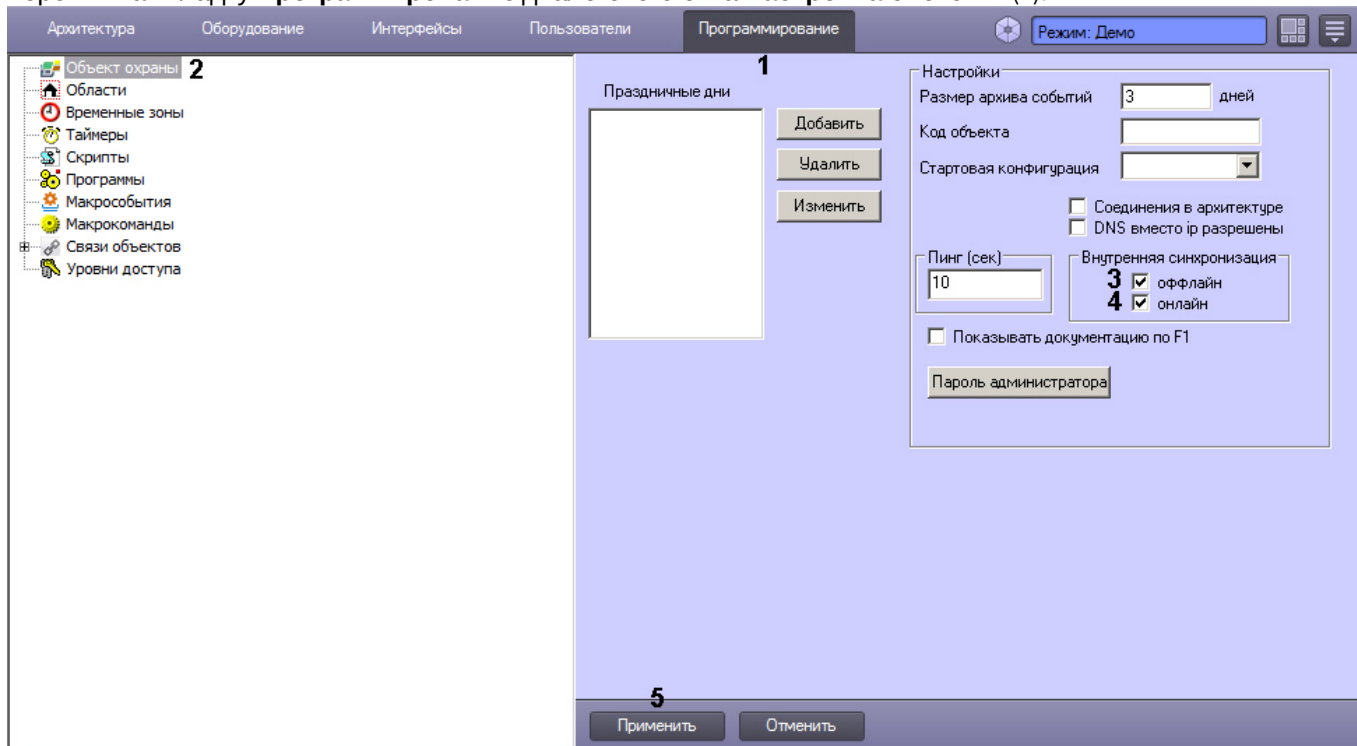 Архитектура Оборудование Интерфейсы Пользователи Программирование Режим: Демо
Объект охраны 2
Области
Временные зоны
Таймеры
Скрипты
Программы
Макрособытия
Макрокоманды
Связи объектов
Уровни доступа
1
Праздничные дни
Добавить
Удалить
Изменить
Настройки
Размер архива событий 3 дней
Код объекта
Стартовая конфигурация
Соединения в архитектуре
DNS вместо ip разрешены
Пинг (сек)
10
Внутренняя синхронизация
3 оффлайн
4 онлайн
Показывать документацию по F1
Пароль администратора
5
Применить Отменить